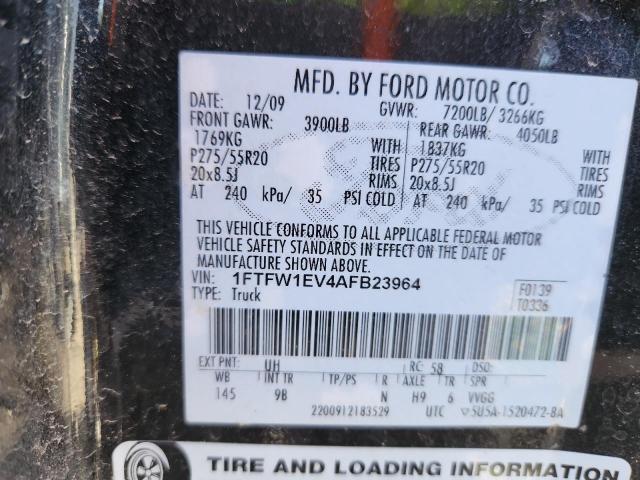 MFD. BY FORD MOTOR CO.
DATE: 12/09 GVWR: 7200LB/ 3266KG
FRONT GAWR: 3900LB REAR GAWR: 4050LB
1769KG WITH 1837KG WITH
P275/55R20 TIRES P275/55R20 TIRES
20x8.5J RIMS 20x8.5J RIMS
AT 240 kPa/ 35 PSI COLD AT 240 kPa/ 35 PSI COLD
THIS VEHICLE CONFORMS TO ALL APPLICABLE FEDERAL MOTOR
VEHICLE SAFETY STANDARDS IN EFFECT ON THE DATE OF
MANUFACTURE SHOWN ABOVE.
VIN: 1FTFW1EV4AFB23964 F0139
TYPE: Truck T0336
EXT PNT: UH RC: 58 DSO:
WB INT TR TP/PS R AXLE TR SPR
145 9B N H9 6 VVGG
2200912183529 UTC ▽5U5A-1520472-BA
TIRE AND LOADING INFORMATION